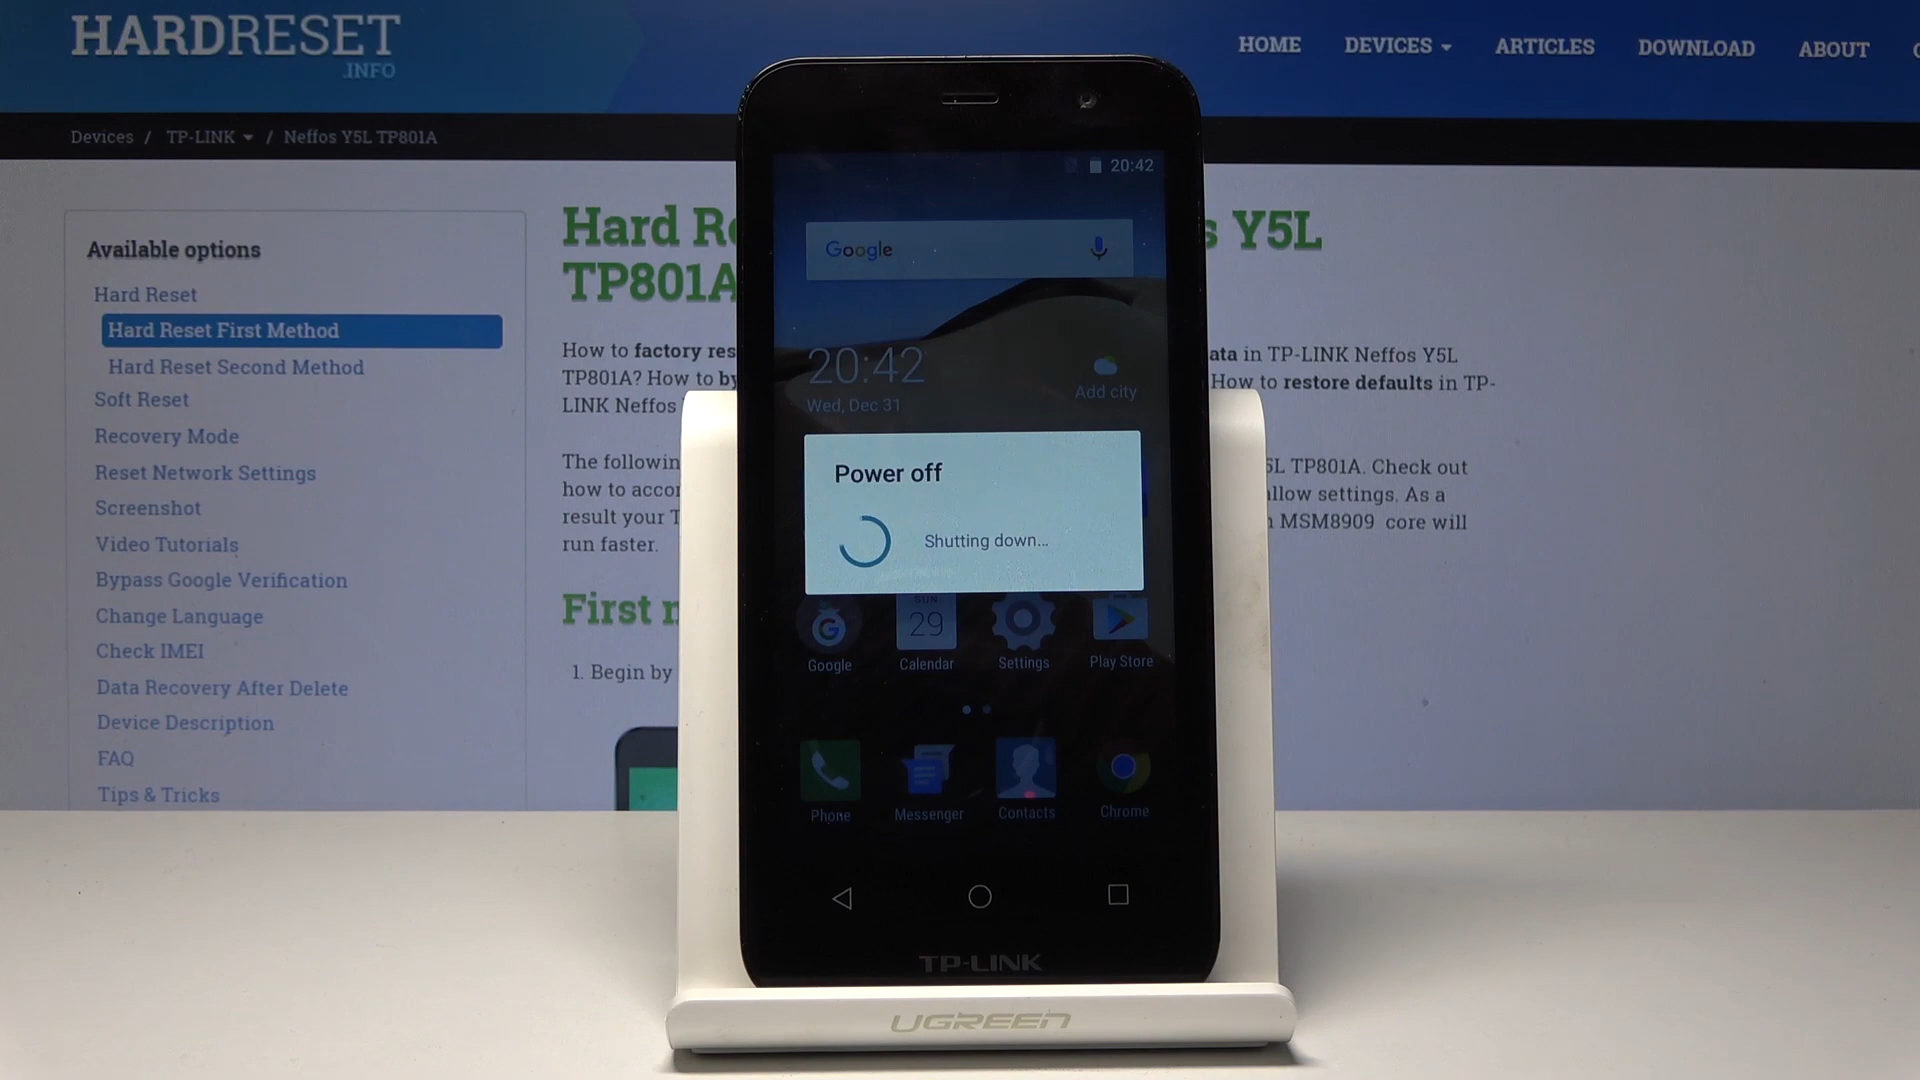 HARDRESET
.INFO
HOME
DEVICES
ARTICLES
DOWNLOAD
ABOUT
Devices / TP-LINK / Neffos Y5L TP801A
Available options
Hard Reset
Hard Reset First Method
Hard Reset Second Method
Soft Reset
Recovery Mode
Reset Network Settings
Screenshot
Video Tutorials
Bypass Google Verification
Change Language
Check IMEI
Data Recovery After Delete
Device Description
FAQ
Tips & Tricks
Hard Re s Y5L
TP801A
How to factory res ata in TP-LINK Neffos Y5L
TP801A? How to by How to restore defaults in TP-
LINK Neffos
The followin 5L TP801A. Check out
how to accor llow settings. As a
result your T n MSM8909 core will
run faster.
First m
1. Begin by
20:42
Google
20:42
Wed, Dec 31
Add city
Power off
Shutting down...
SUN
29
Google
Calendar
Settings
Play Store
Phone
Messenger
Contacts
Chrome
TP-LINK
UGREEN